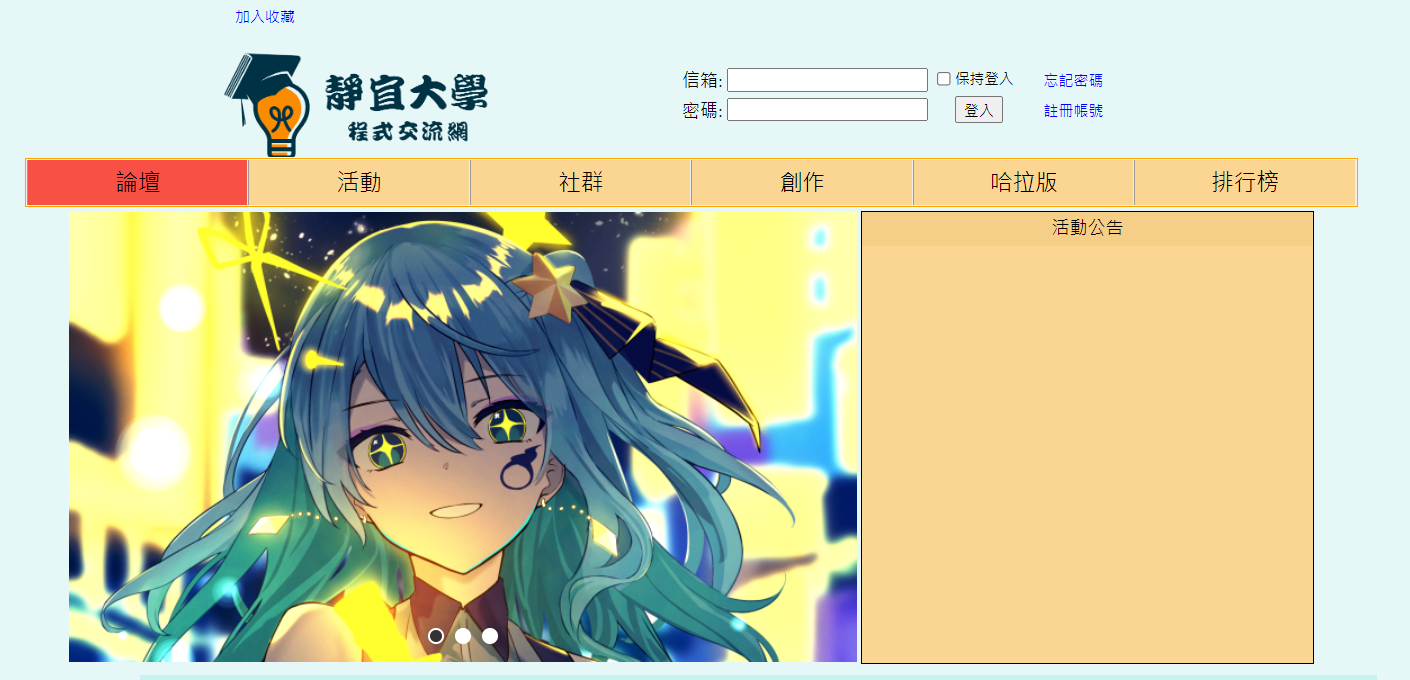 加入收藏
靜宜大學
程式交流網
信箱:
保持登入
忘記密碼
密碼:
登入
註冊帳號
論壇
活動
社群
創作
哈拉版
排行榜
活動公告